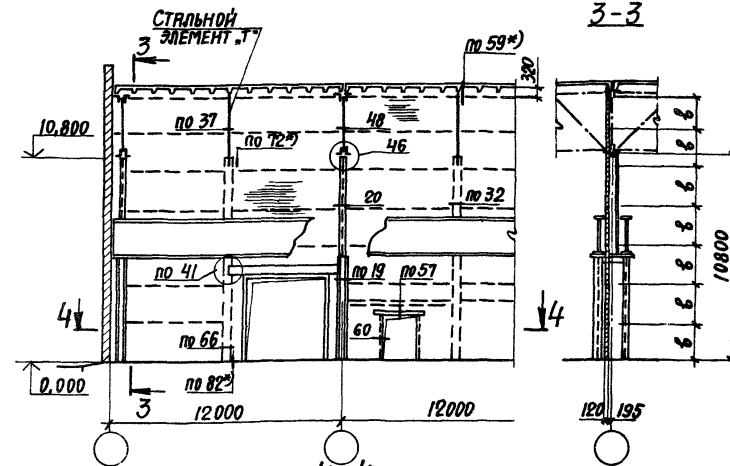 СТАЛЬНОЙ
ЭЛЕМЕНТ „Т"
3
3-3
по 59*)
320
10,800
по 37
48
по 72*)
46
20
по 32
по 41
по 19
по 57
4
4
60
по 66
0,000
по 82*)
3
12000
12000
120
195
10800
в
в
в
в
в
в
в